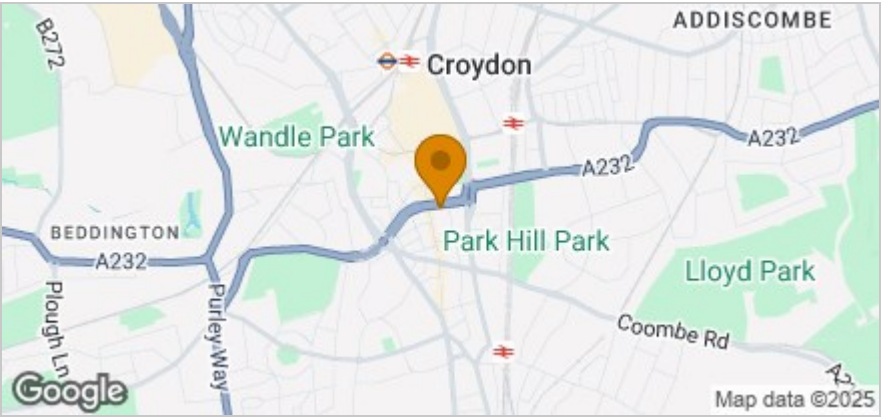 B272
ADDISCOMBE
Croydon
Wandle Park
A232
A232
BEDDINGTON
A232
Park Hill Park
Lloyd Park
Plough Ln
Purley Way
Coombe Rd
Google
Map data ©2025